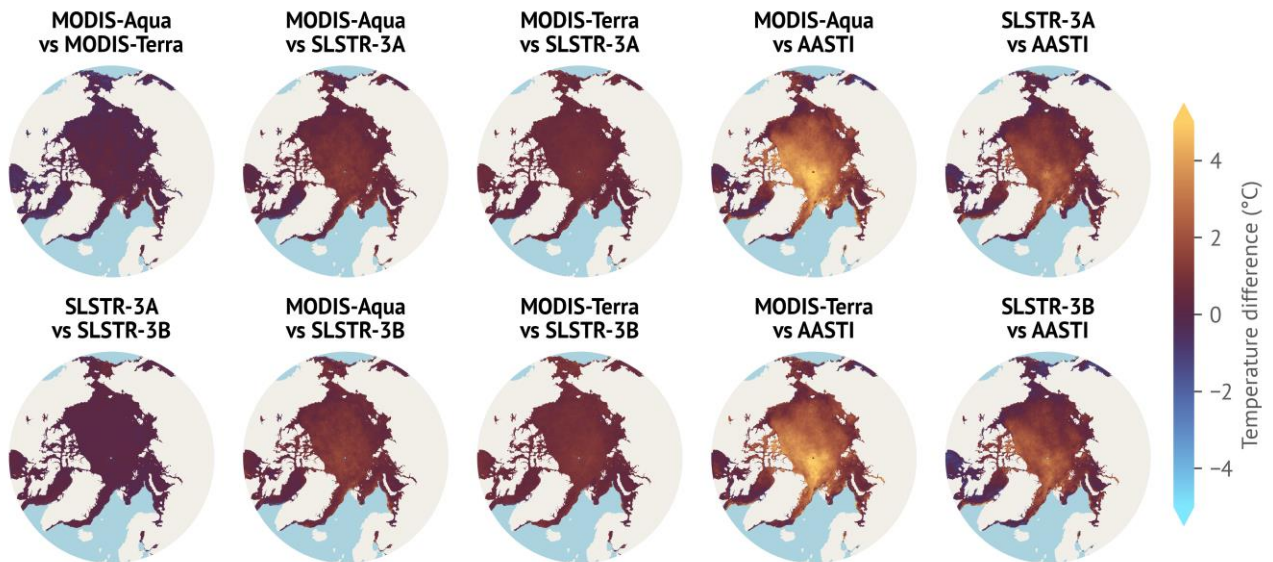 MODIS-Aqua
vs MODIS-Terra
MODIS-Aqua
vs SLSTR-3A
MODIS-Terra
vs SLSTR-3A
MODIS-Aqua
vs AASTI
SLSTR-3A
vs AASTI
SLSTR-3A
vs SLSTR-3B
MODIS-Aqua
vs SLSTR-3B
MODIS-Terra
vs SLSTR-3B
MODIS-Terra
vs AASTI
SLSTR-3B
vs AASTI
4
2
0
−2
−4
Temperature difference (°C)